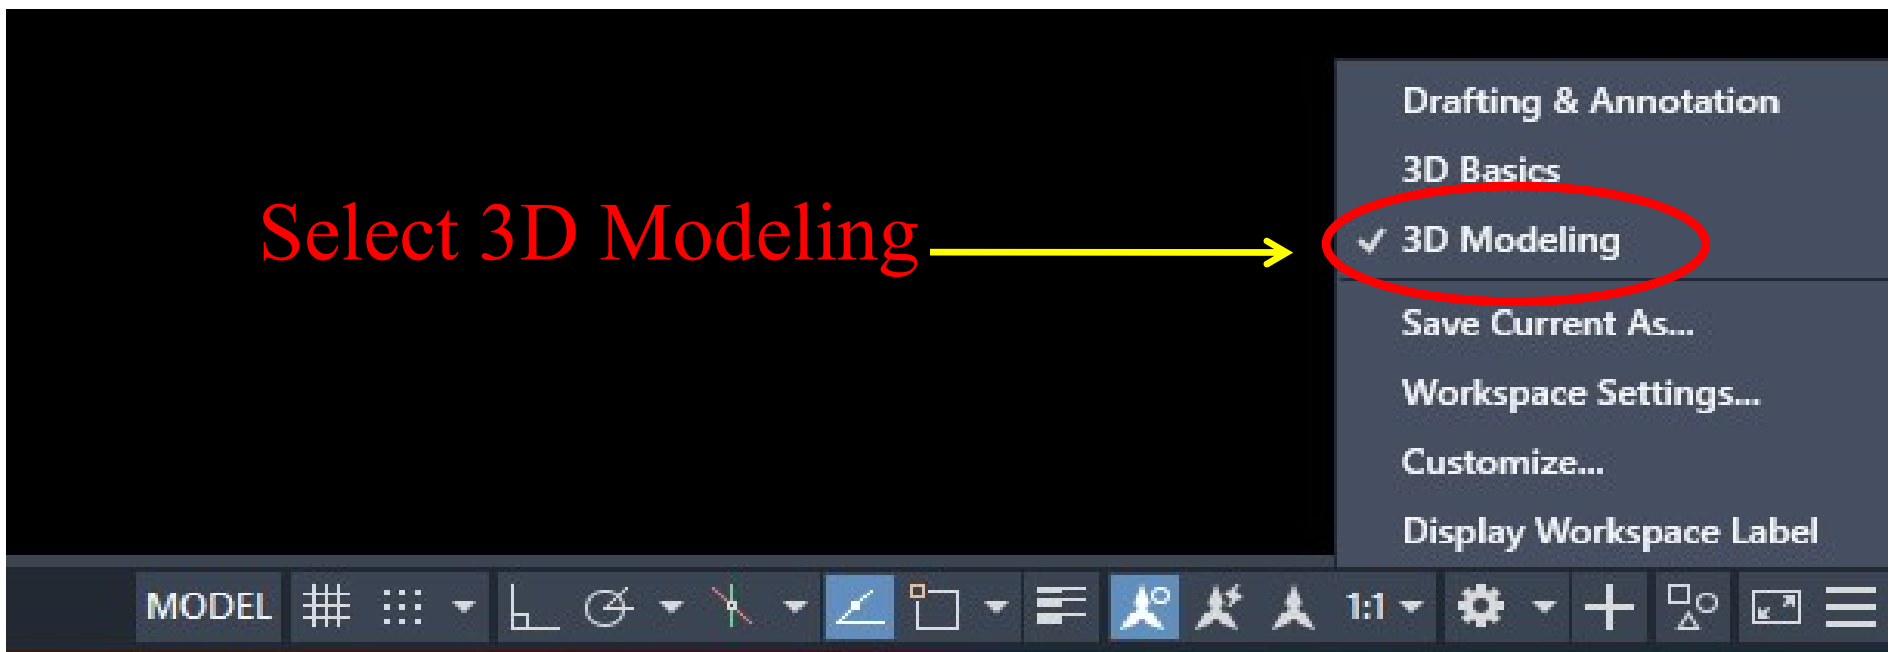 Drafting & Annotation
3D Basics
Select 3D Modeling
3D Modeling
Save Current As...
Workspace Settings...
Customize...
Display Workspace Label
MODEL 1:1